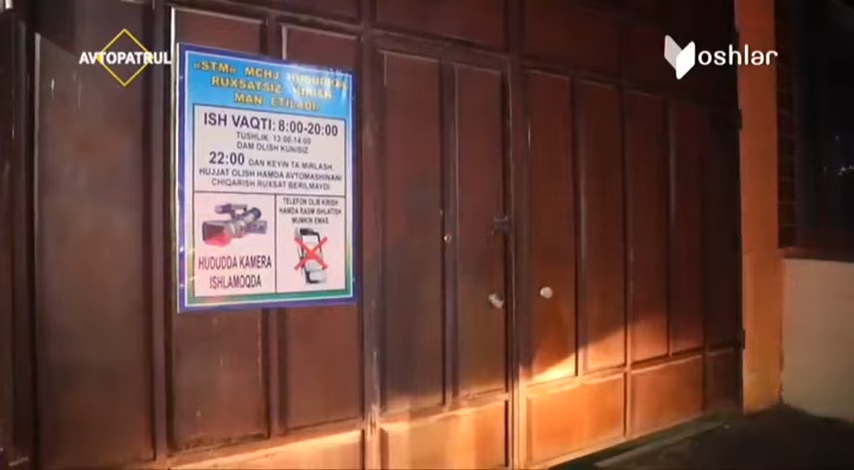 AVTOPATRUL
oshlar
«STM» MCHJ HUDUDIGA
RUXSATSIZ KIRISH
MAN ETILADI!
ISH VAQTI: 8:00-20:00
TUSHLIK: 13:00-14:00
DAM OLISH KUNISIZ
22:00 DAN KEYIN TA'MIRLASH,
HUJJAT OLISH HAMDA AVTOMASHINANI
CHIQARISH RUXSAT BERILMAYDI
TELEFON OLIB KIRISH
HAMDA RASM ISHLATISH
MUMKIN EMAS
HUDUDDA KAMERA
ISHLAMOQDA